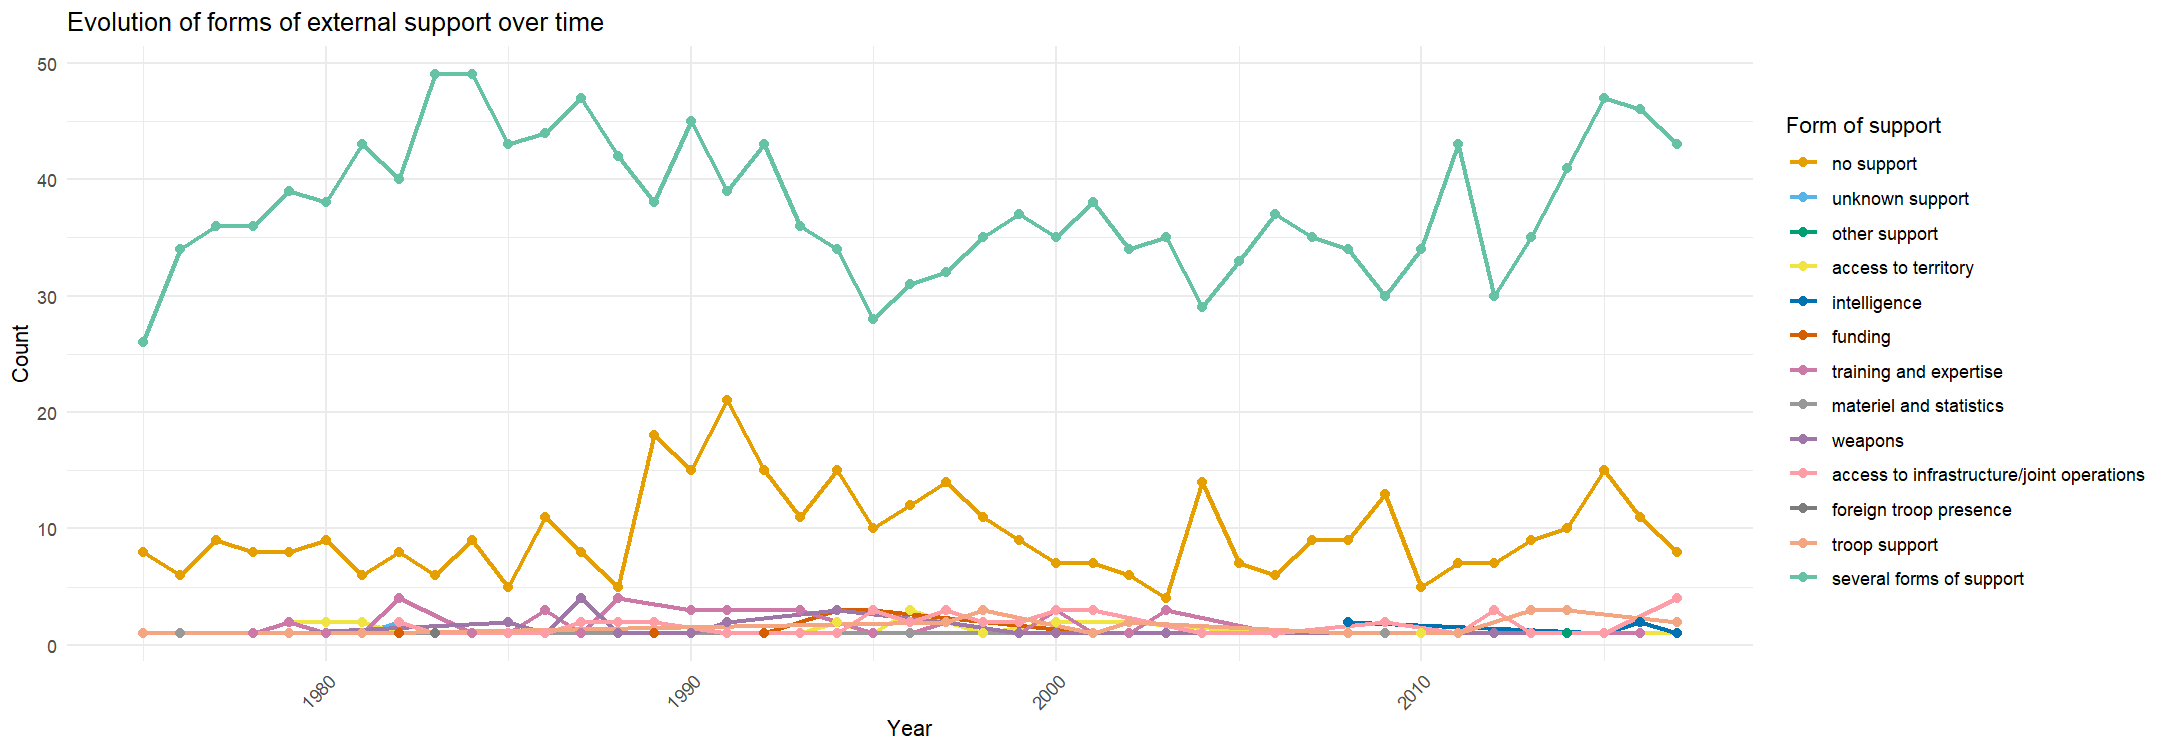 Evolution of forms of external support over time
50
40
30
20
10
0
Count
1980
1990
2000
2010
Year
Form of support
no support
unknown support
other support
access to territory
intelligence
funding
training and expertise
materiel and statistics
weapons
access to infrastructure/joint operations
foreign troop presence
troop support
several forms of support